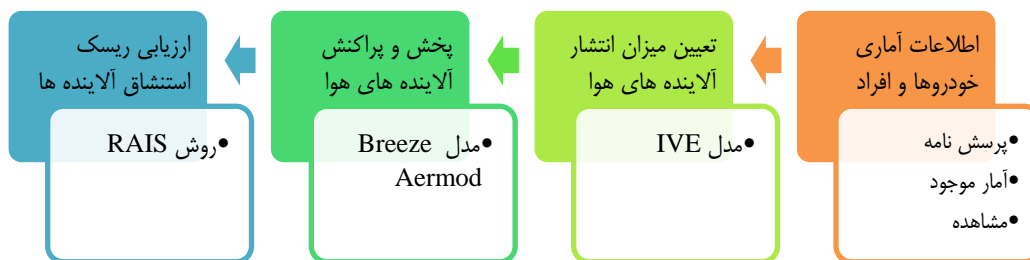 اطلاعات آماری
خودروها و افراد
•پرسش نامه
•آمار موجود
•مشاهده
تعیین میزان انتشار
آلاینده های هوا
•مدل IVE
پخش و پراکنش
آلاینده های هوا
•مدل Breeze
Aermod
ارزیابی ریسک
استنشاق آلاینده ها
•روش RAIS